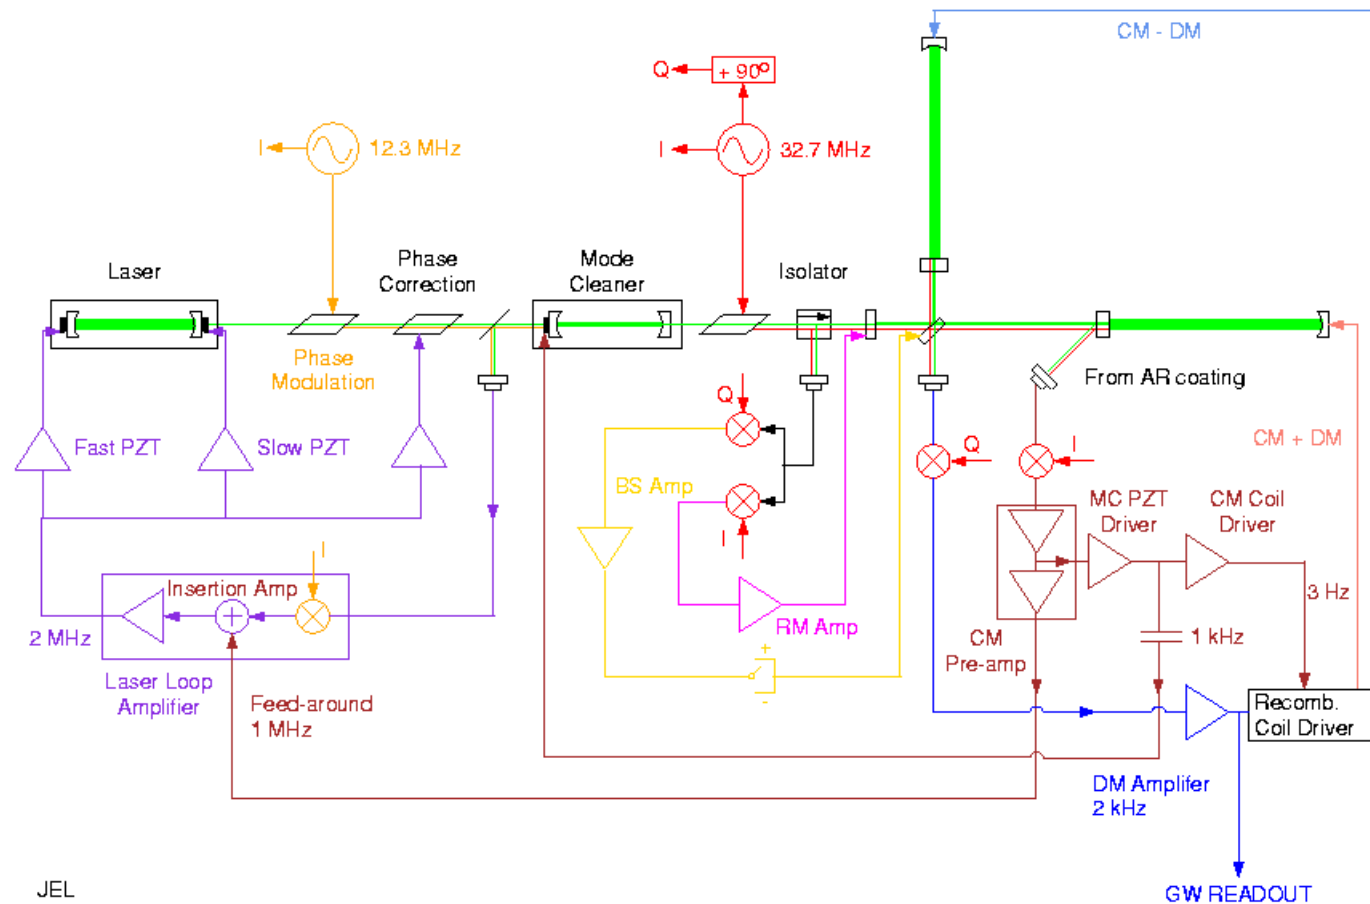 CM - DM
Q
+ 90º
I
12.3 MHz
I
32.7 MHz
Laser
Phase
Correction
Mode
Cleaner
Isolator
Phase
Modulation
From AR coating
Q
Fast PZT
Slow PZT
BS Amp
Q
I
CM + DM
MC PZT
Driver
CM Coil
Driver
I
I
Insertion Amp
2 MHz
RM Amp
3 Hz
1 kHz
CM
Pre-amp
+
-
Laser Loop
Amplifier
Feed-around
1 MHz
Recomb.
Coil Driver
DM Amplifer
2 kHz
JEL
GW READOUT